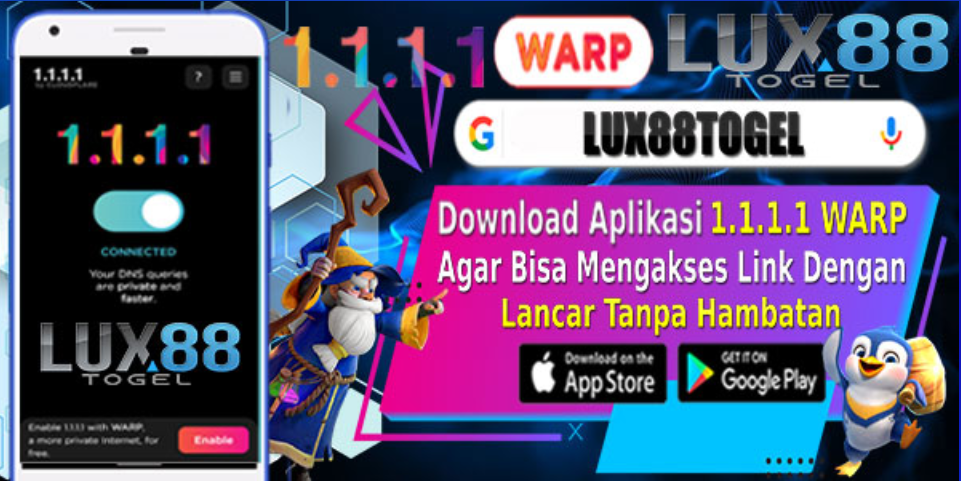 1.1.1.1
by CLOUDFLARE
?
1.1.1.1
CONNECTED
Your DNS queries
are private and
faster.
LUX88
TOGEL
Enable 1.1.1.1 with WARP,
a more private internet, for
free.
Enable
1.1.1.1
WARP
LUX88
TOGEL
LUX88TOGEL
Download Aplikasi 1.1.1.1 WARP
Agar Bisa Mengakses Link Dengan
Lancar Tanpa Hambatan
Download on the
App Store
GET IT ON
Google Play